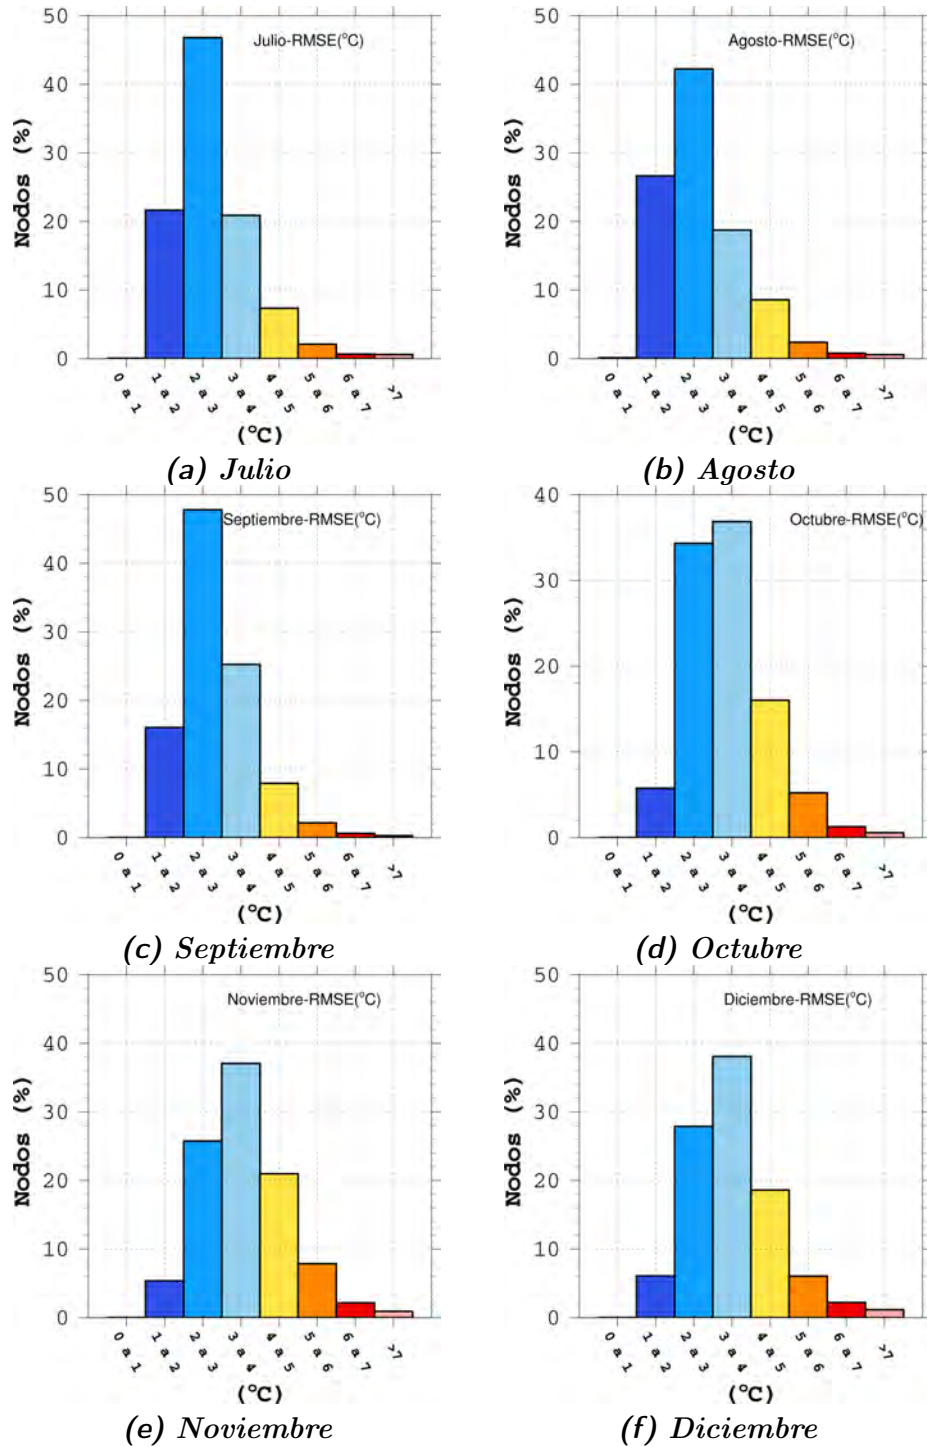 Julio-RMSE(°C)
Nodos (%)
50
40
30
20
10
0
0 a 1
1 a 2
2 a 3
3 a 4
4 a 5
5 a 6
6 a 7
>7
(°C)
(a) Julio
Agosto-RMSE(°C)
Nodos (%)
50
40
30
20
10
0
0 a 1
1 a 2
2 a 3
3 a 4
4 a 5
5 a 6
6 a 7
>7
(°C)
(b) Agosto
Septiembre-RMSE(°C)
Nodos (%)
50
40
30
20
10
0
0 a 1
1 a 2
2 a 3
3 a 4
4 a 5
5 a 6
6 a 7
>7
(°C)
(c) Septiembre
Octubre-RMSE(°C)
Nodos (%)
40
30
20
10
0
0 a 1
1 a 2
2 a 3
3 a 4
4 a 5
5 a 6
6 a 7
>7
(°C)
(d) Octubre
Noviembre-RMSE(°C)
Nodos (%)
50
40
30
20
10
0
0 a 1
1 a 2
2 a 3
3 a 4
4 a 5
5 a 6
6 a 7
>7
(°C)
(e) Noviembre
Diciembre-RMSE(°C)
Nodos (%)
50
40
30
20
10
0
0 a 1
1 a 2
2 a 3
3 a 4
4 a 5
5 a 6
6 a 7
>7
(°C)
(f) Diciembre